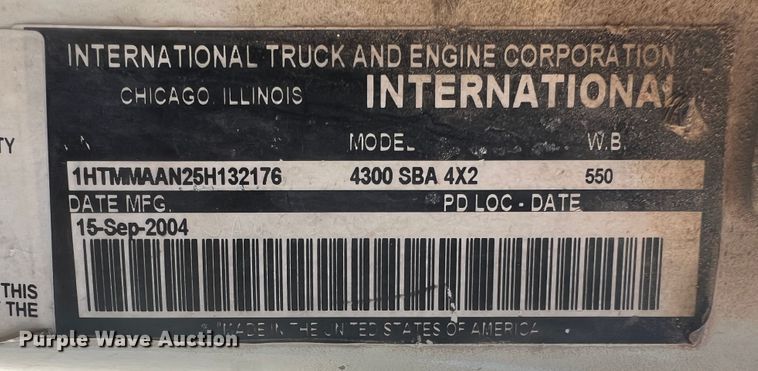 INTERNATIONAL TRUCK AND ENGINE CORPORATION
CHICAGO, ILLINOIS INTERNATIONAL
TY
MODEL W.B.
1HTMMAAN25H132176 4300 SBA 4X2 550
DATE MFG. PD LOC - DATE
15-Sep-2004
THIS
THE
MADE IN THE UNITED STATES OF AMERICA
Purple Wave Auction